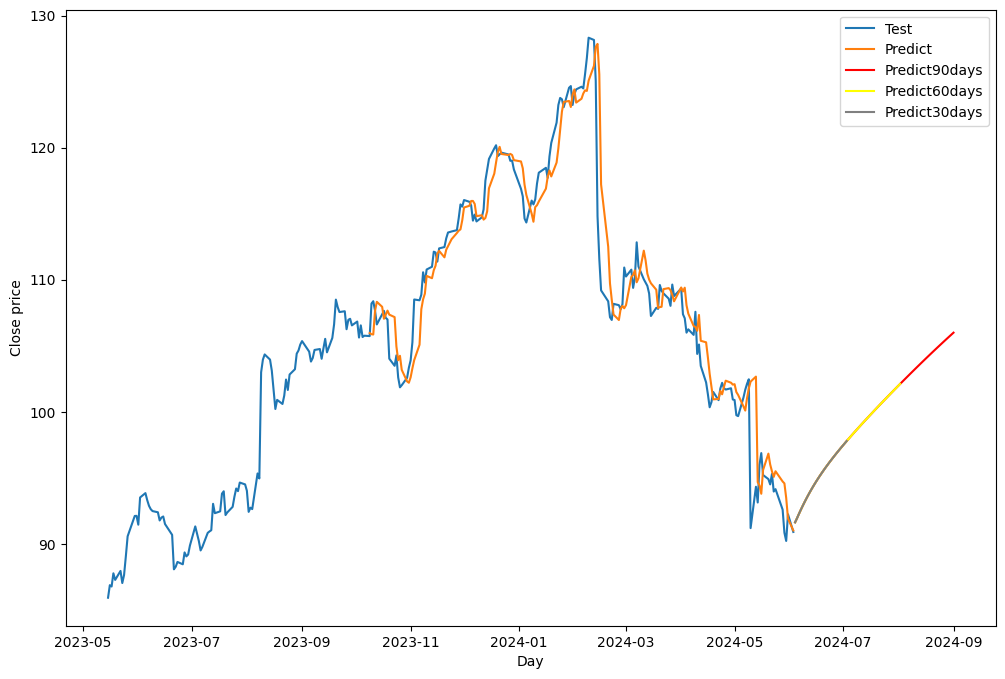 130
120
110
100
90
Close price
2023-05
2023-07
2023-09
2023-11
2024-01
2024-03
2024-05
2024-07
2024-09
Day
Test
Predict
Predict90days
Predict60days
Predict30days